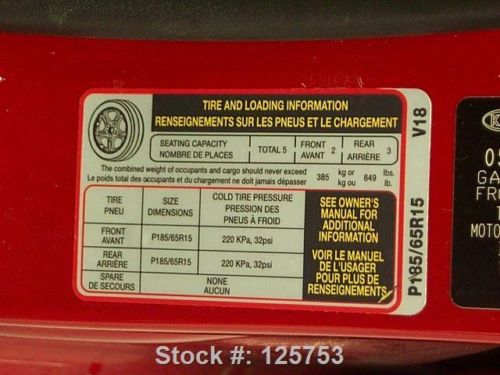 TIRE AND LOADING INFORMATION
RENSEIGNEMENTS SUR LES PNEUS ET LE CHARGEMENT
SEATING CAPACITY
NOMBRE DE PLACES
TOTAL 5
FRONT
AVANT 2
REAR
ARRIÈRE 3
The combined weight of occupants and cargo should never exceed
Le poids total des occupants et du chargement ne doit jamais dépasser
385 kg or 849 lbs.
kg ou lb.
TIRE
PNEU
SIZE
DIMENSIONS
COLD TIRE PRESSURE
PRESSION DES
PNEUS À FROID
FRONT
AVANT
P185/65R15
220 KPa, 32psi
REAR
ARRIÈRE
P185/65R15
220 KPa, 32psi
SPARE
DE SECOURS
NONE
AUCUN
SEE OWNER'S
MANUAL FOR
ADDITIONAL
INFORMATION
VOIR LE MANUEL
DE L'USAGER
POUR PLUS DE
RENSEIGNEMENTS
P185/65R15 V18
GA
FRO
MOTO
Stock #: 125753